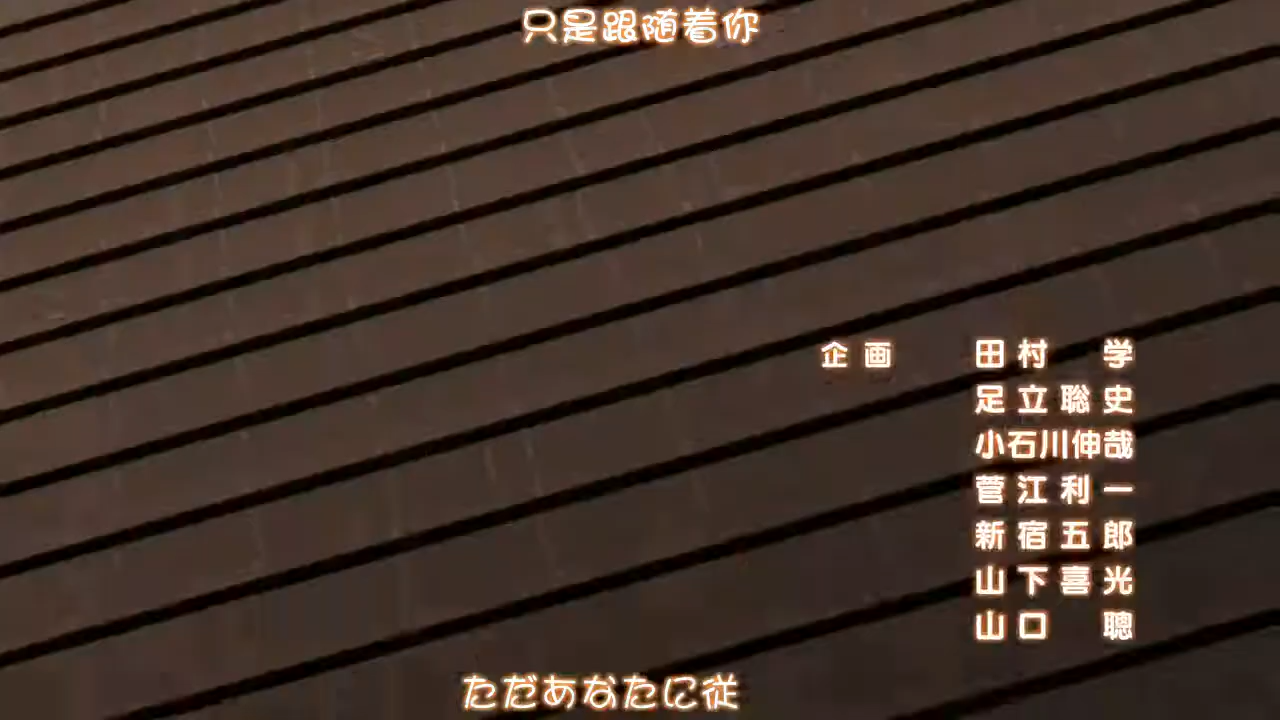 只是跟随着你
企画 田村 学
足立聡史
小石川伸哉
菅江利一
新宿五郎
山下喜光
山口 聰
ただあなたに従